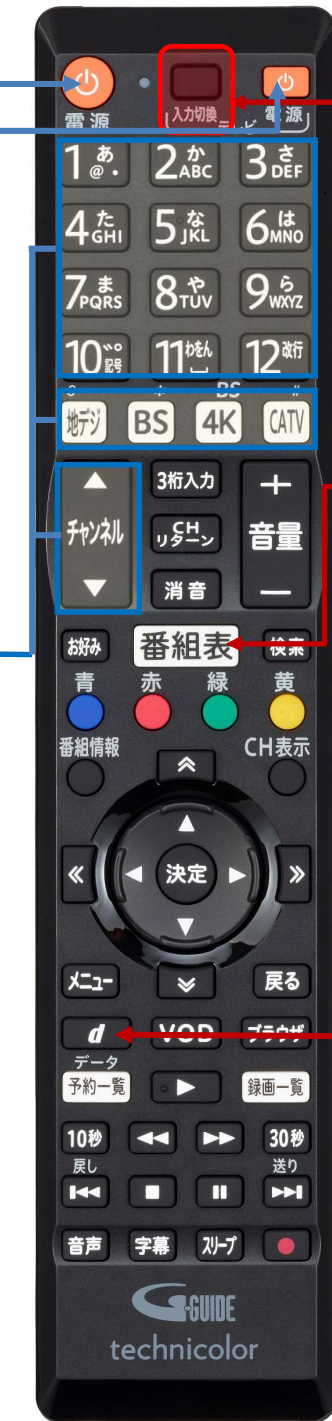 電源 入力切換 テレビ 電源
1 あ @. 2 か ABC 3 さ DEF
4 た GHI 5 な JKL 6 は MNO
7 ま PQRS 8 や TUV 9 ら WXYZ
10 ゛゜ 記号 11 わをん 12 改行
BS
地デジ BS 4K CATV
3桁入力 +
チャンネル CH リターン 音量
消音 −
お好み 番組表 検索
青 赤 緑 黄
番組情報 CH表示
決定
メニュー 戻る
d VOD ブラウザ
データ
予約一覧 録画一覧
10秒 30秒
戻し 送り
音声 字幕 スリープ
G-GUIDE
technicolor